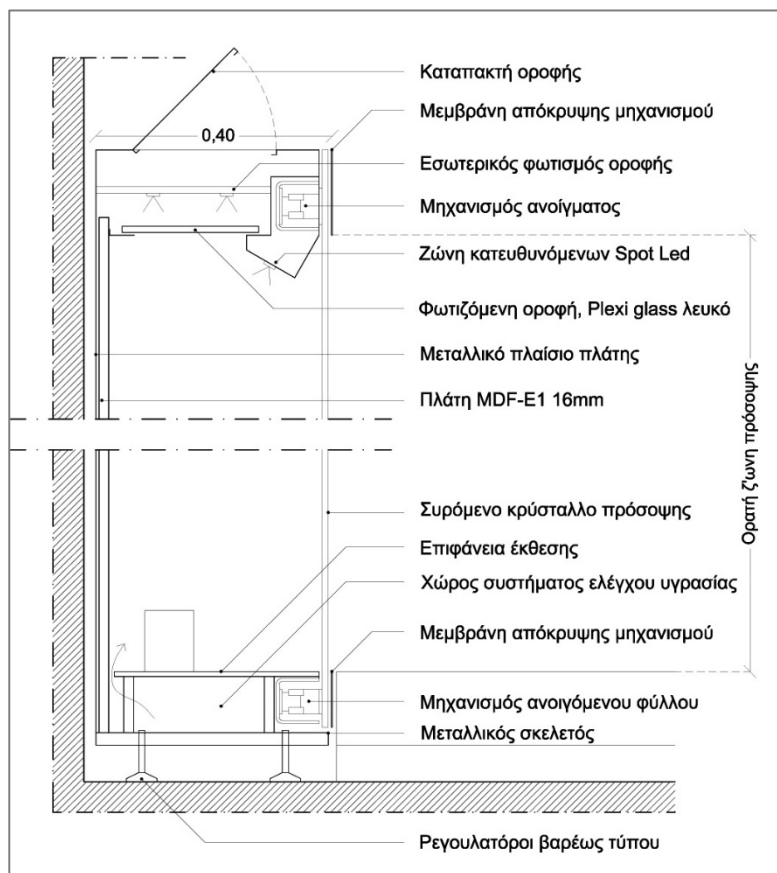 Καταπακτή οροφής
Μεμβράνη απόκρυψης μηχανισμού
0,40
Εσωτερικός φωτισμός οροφής
Μηχανισμός ανοίγματος
Ζώνη κατευθυνόμενων Spot Led
Φωτιζόμενη οροφή, Plexi glass λευκό
Μεταλλικό πλαίσιο πλάτης
Πλάτη MDF-E1 16mm
Ορατή ζ'ωνη πρόσοψης
Συρόμενο κρύσταλλο πρόσοψης
Επιφάνεια έκθεσης
Χώρος συστήματος ελέγχου υγρασίας
Μεμβράνη απόκρυψης μηχανισμού
Μηχανισμός ανοιγόμενου φύλλου
Μεταλλικός σκελετός
Ρεγουλατόροι βαρέως τύπου